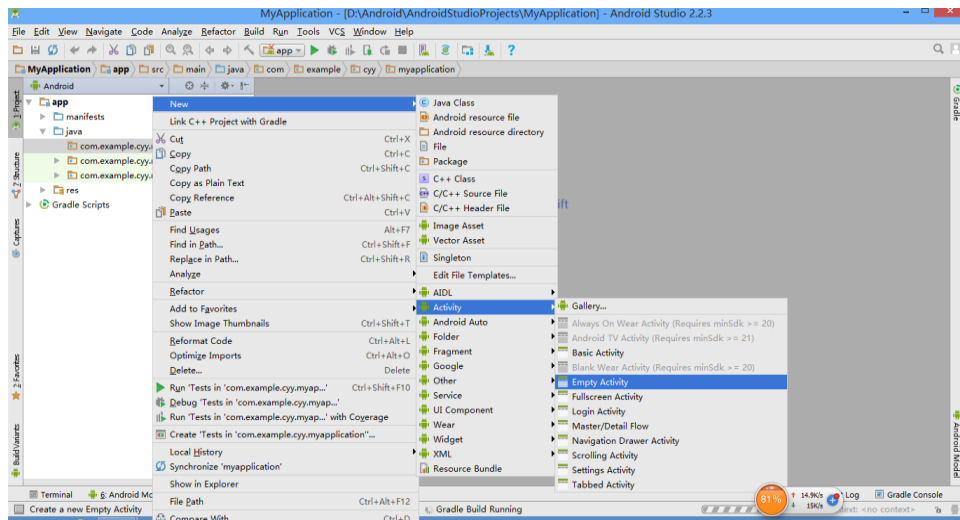 MyApplication - [D:\Android\AndroidStudioProjects\MyApplication] - Android Studio 2.2.3
File Edit View Navigate Code Analyze Refactor Build Run Tools VCS Window Help
app
MyApplication app src main java com example cyy myapplication
Android
1: Project
Gradle
app
manifests
java
com.example.cyy.
com.example.cyy.
com.example.cyy.
res
Gradle Scripts
7: Structure
Captures
2: Favorites
Build Variants
Android Model
New
Link C++ Project with Gradle
Cut Ctrl+X
Copy Ctrl+C
Copy Path Ctrl+Shift+C
Copy as Plain Text
Copy Reference Ctrl+Alt+Shift+C
Paste Ctrl+V
Find Usages Alt+F7
Find in Path... Ctrl+Shift+F
Replace in Path... Ctrl+Shift+R
Analyze
Refactor
Add to Favorites
Show Image Thumbnails Ctrl+Shift+T
Reformat Code Ctrl+Alt+L
Optimize Imports Ctrl+Alt+O
Delete... Delete
Run 'Tests in 'com.example.cyy.myap...' Ctrl+Shift+F10
Debug 'Tests in 'com.example.cyy.myap...'
Run 'Tests in 'com.example.cyy.myap...' with Coverage
Create 'Tests in 'com.example.cyy.myapplication''...
Local History
Synchronize 'myapplication'
Show in Explorer
File Path Ctrl+Alt+F12
Compare With... Ctrl+D
Java Class
Android resource file
Android resource directory
File
Package
C++ Class
C/C++ Source File
C/C++ Header File
Image Asset
Vector Asset
Singleton
Edit File Templates...
AIDL
Activity
Android Auto
Folder
Fragment
Google
Other
Service
UI Component
Wear
Widget
XML
Resource Bundle
ift
Gallery...
Always On Wear Activity (Requires minSdk >= 20)
Android TV Activity (Requires minSdk >= 21)
Basic Activity
Blank Wear Activity (Requires minSdk >= 20)
Empty Activity
Fullscreen Activity
Login Activity
Master/Detail Flow
Navigation Drawer Activity
Scrolling Activity
Settings Activity
Tabbed Activity
Terminal 6: Android Mo
Log Gradle Console
81% 14.9K/s
15K/s
Create a new Empty Activity
Gradle Build Running
text: <no context>